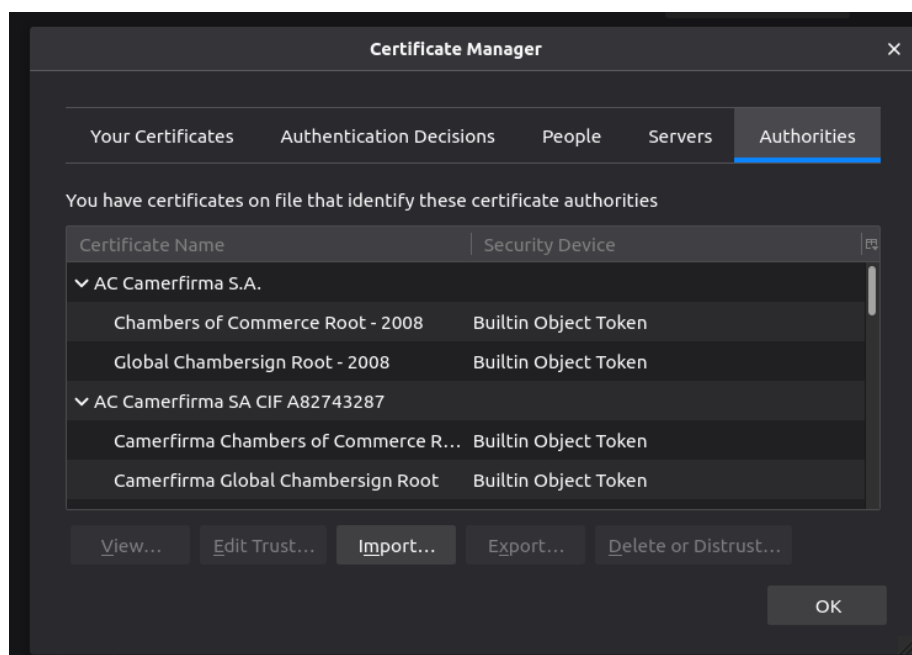 Certificate Manager
Your Certificates Authentication Decisions People Servers Authorities
You have certificates on file that identify these certificate authorities
Certificate Name Security Device
AC Camerfirma S.A.
Chambers of Commerce Root - 2008 Builtin Object Token
Global Chambersign Root - 2008 Builtin Object Token
AC Camerfirma SA CIF A82743287
Camerfirma Chambers of Commerce R... Builtin Object Token
Camerfirma Global Chambersign Root Builtin Object Token
View... Edit Trust... Import... Export... Delete or Distrust...
OK